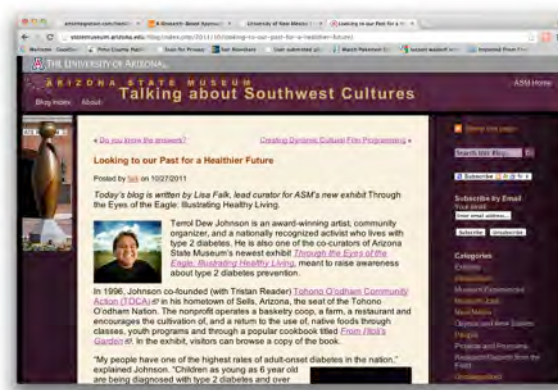 THE UNIVERSITY OF ARIZONA.
ARIZONA STATE MUSEUM
ASM Home
Talking about Southwest Cultures
Blog Index About
« Do you know the answers?
Creating Dynamic Cultural Film Programming »
Looking to our Past for a Healthier Future
Posted by on 10/27/2011
Today's blog is written by Lisa Falk, lead curator for ASM's new exhibit Through
the Eyes of the Eagle: Illustrating Healthy Living.
Terrol Dew Johnson is an award-winning artist, community
organizer, and a nationally recognized activist who lives with
type 2 diabetes. He is also one of the co-curators of Arizona
State Museum's newest exhibit Through the Eyes of the
Eagle, Illustrating Healthy Living, meant to raise awareness
about type 2 diabetes prevention.
In 1996, Johnson co-founded (with Tristan Reader) Tohono O'odham Community
Action (TOCA) in his hometown of Sells, Arizona, the seat of the Tohono
O'odham Nation. The nonprofit operates a basketry coop, a farm, a restaurant and
encourages the cultivation of, and a return to the use of, native foods through
classes, youth programs and through a popular cookbook titled From I'itoi's
Garden. In the exhibit, visitors can browse a copy of the book.
"My people have one of the highest rates of adult-onset diabetes in the nation,"
explained Johnson. "Children as young as 6 year old
are being diagnosed with type 2 diabetes and over
Search this Blog...
Subscribe
Subscribe by Email
Your email:
Enter email address...
Subscribe Unsubscribe
Categories
Museum Experiences
People